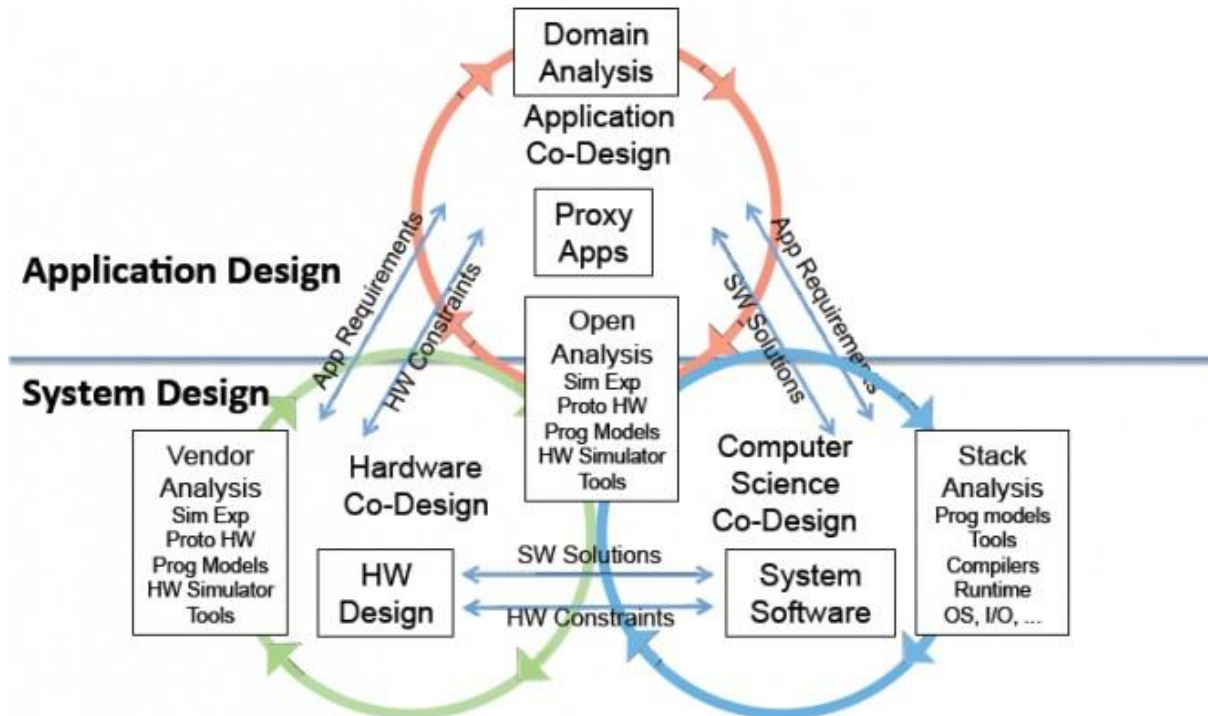 Domain
Analysis
Application
Co-Design
Proxy
Apps
App Requirements
HW Constraints
SW Solutions
App Requirements
Application Design
System Design
Open
Analysis
Sim Exp
Proto HW
Prog Models
HW Simulator
Tools
Vendor
Analysis
Sim Exp
Proto HW
Prog Models
HW Simulator
Tools
Hardware
Co-Design
Computer
Science
Co-Design
Stack
Analysis
Prog models
Tools
Compilers
Runtime
OS, I/O, ...
HW
Design
SW Solutions
HW Constraints
System
Software